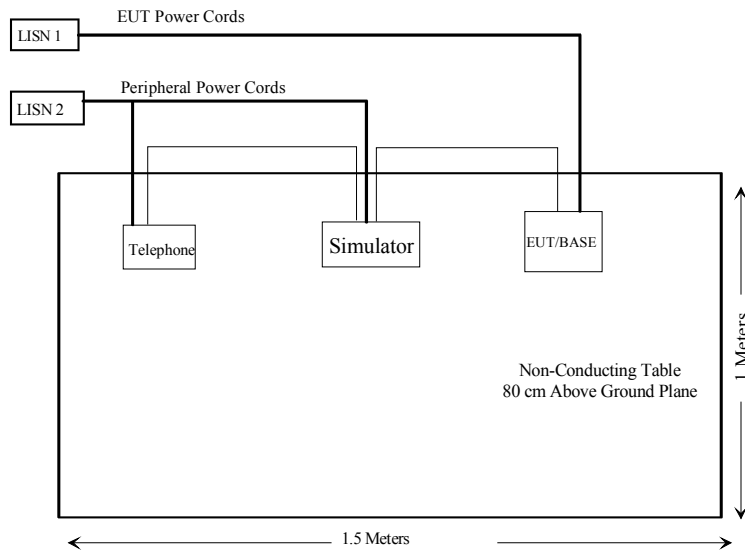 EUT Power Cords
LISN 1
Peripheral Power Cords
LISN 2
Telephone
Simulator
EUT/BASE
Non-Conducting Table
80 cm Above Ground Plane
1 Meters
1.5 Meters